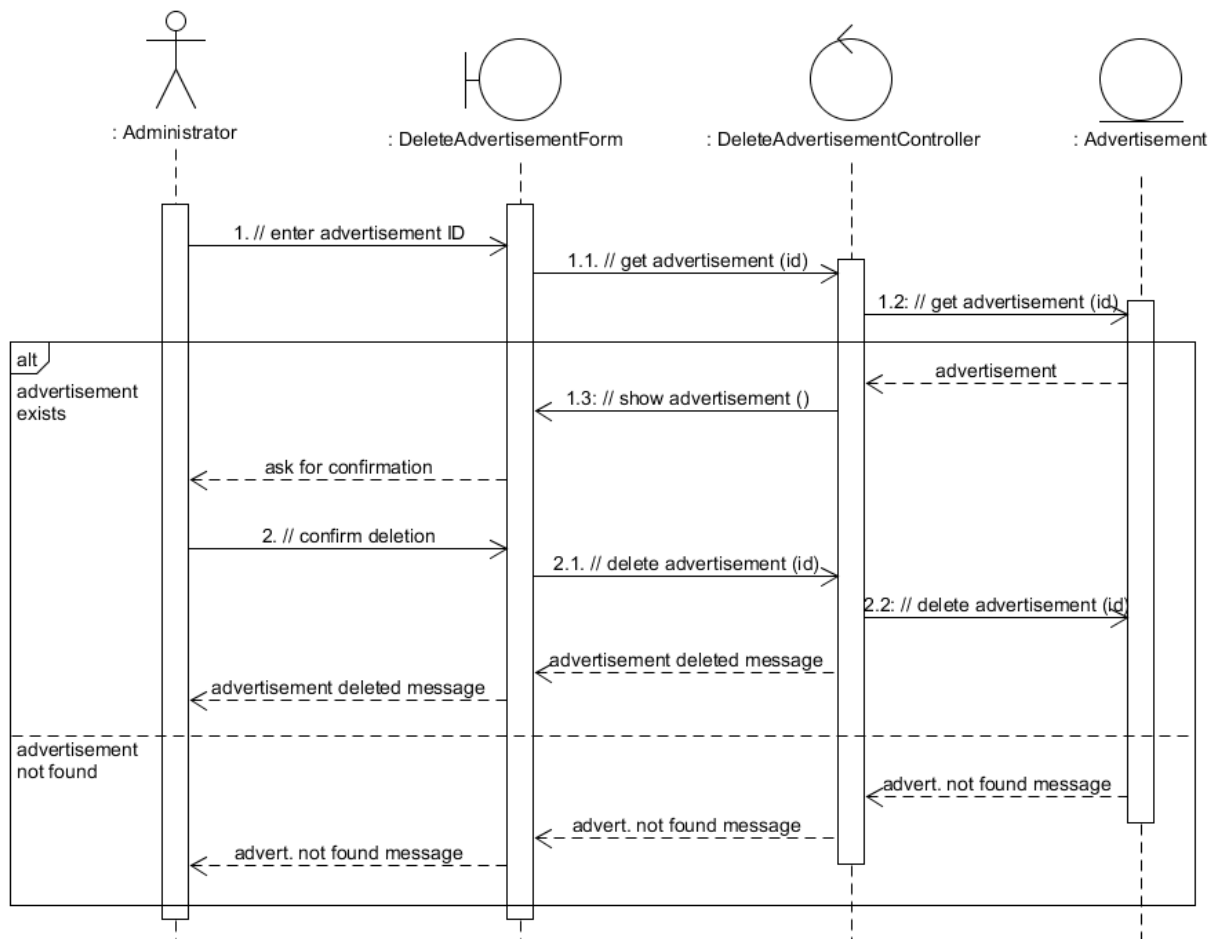 : Administrator
: DeleteAdvertisementForm
: DeleteAdvertisementController
: Advertisement
1. // enter advertisement ID
1.1. // get advertisement (id)
1.2: // get advertisement (id)
alt
advertisement
exists
advertisement
1.3: // show advertisement ()
ask for confirmation
2. // confirm deletion
2.1. // delete advertisement (id)
2.2: // delete advertisement (id)
advertisement deleted message
advertisement deleted message
advertisement
not found
advert. not found message
advert. not found message
advert. not found message